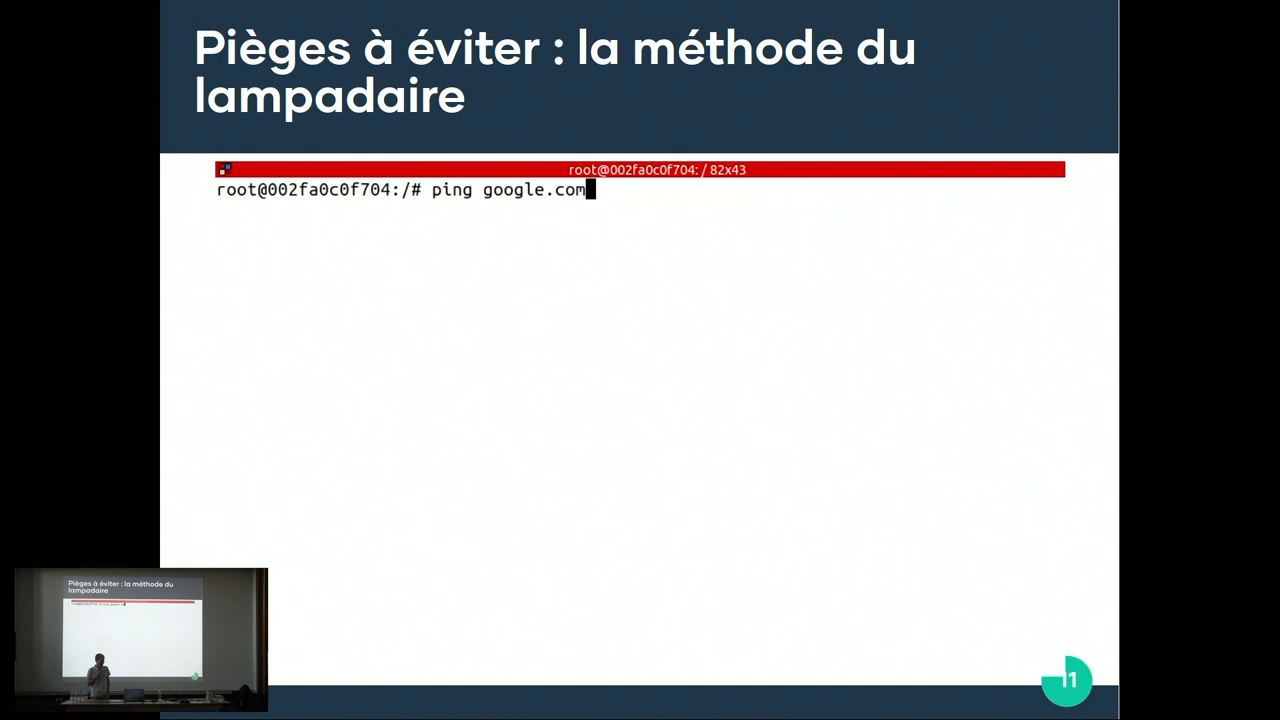 Pièges à éviter : la méthode du
lampadaire
root@002fa0c0f704: / 82x43
root@002fa0c0f704:/# ping google.com
Pièges à éviter : la méthode du
lampadaire
11